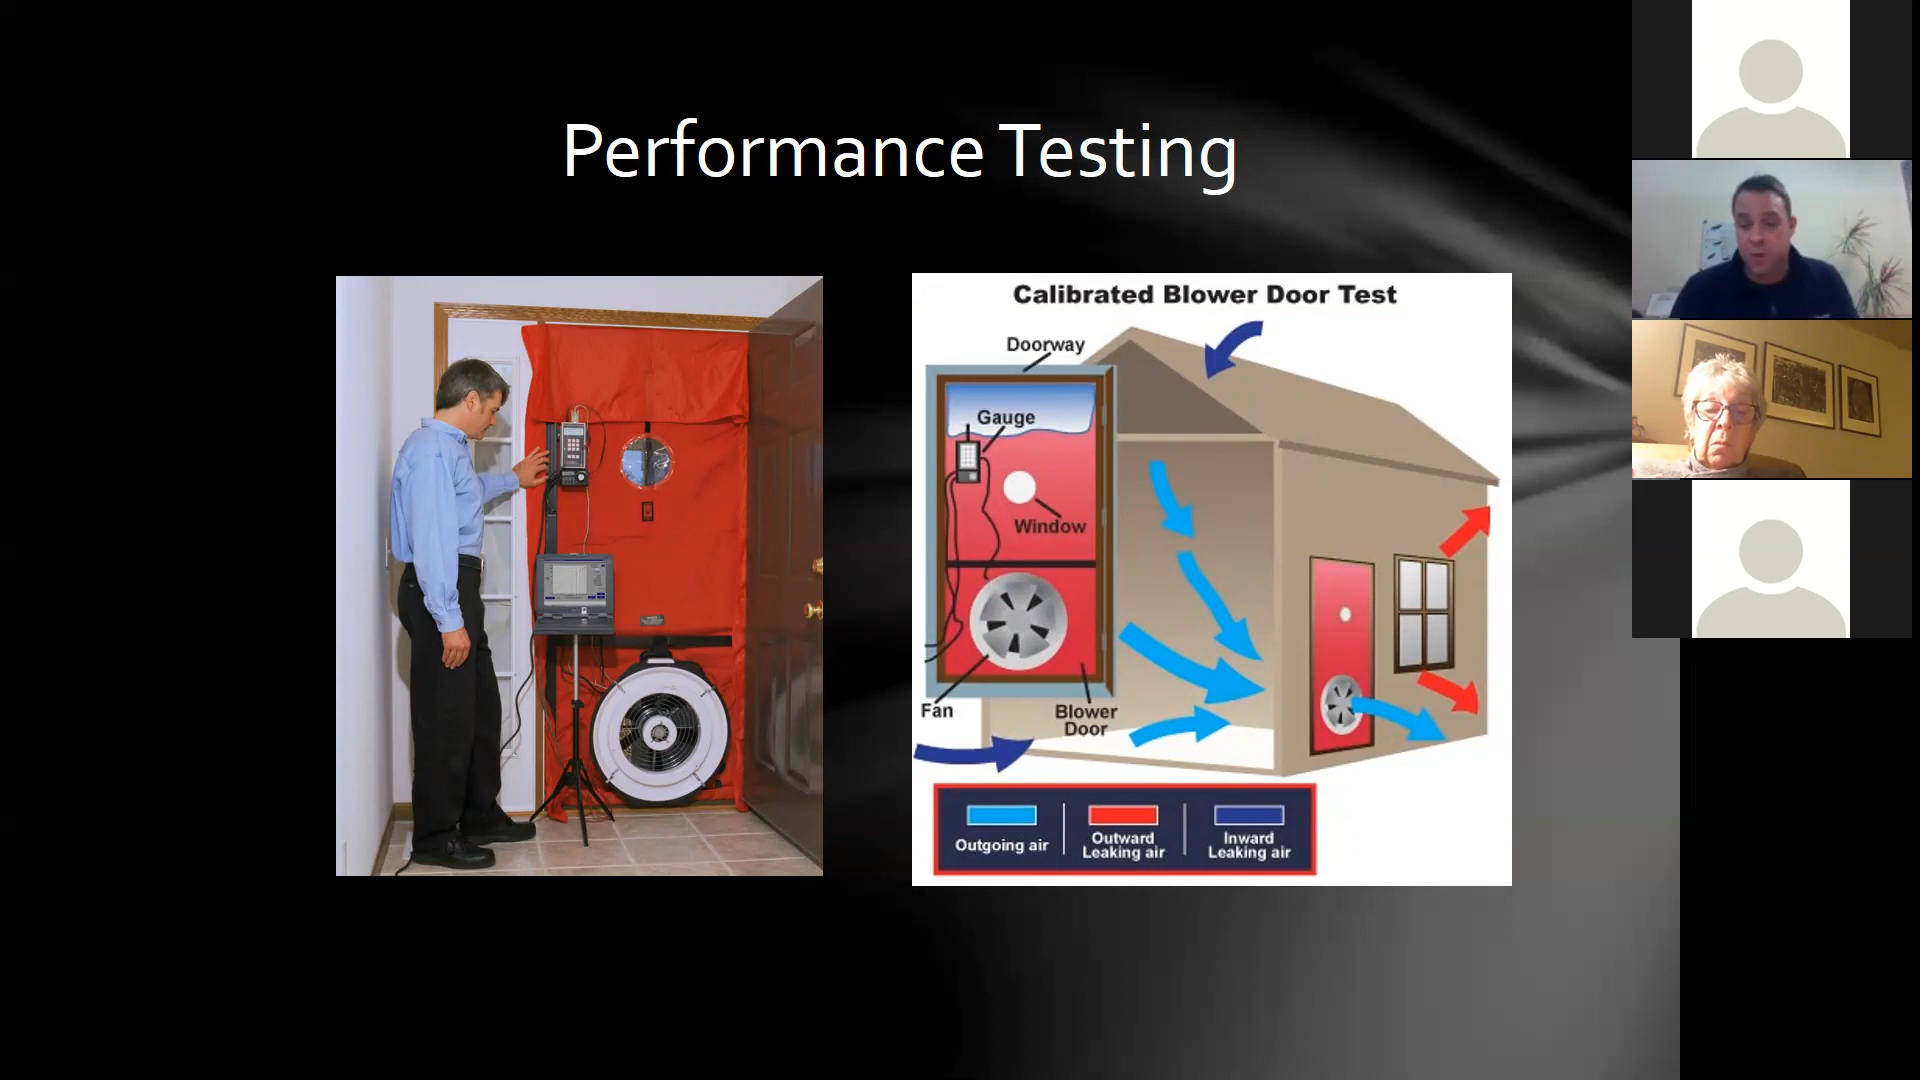 Performance Testing
Calibrated Blower Door Test
Doorway
Gauge
Window
Fan
Blower
Door
Outgoing air
Outward
Leaking air
Inward
Leaking air